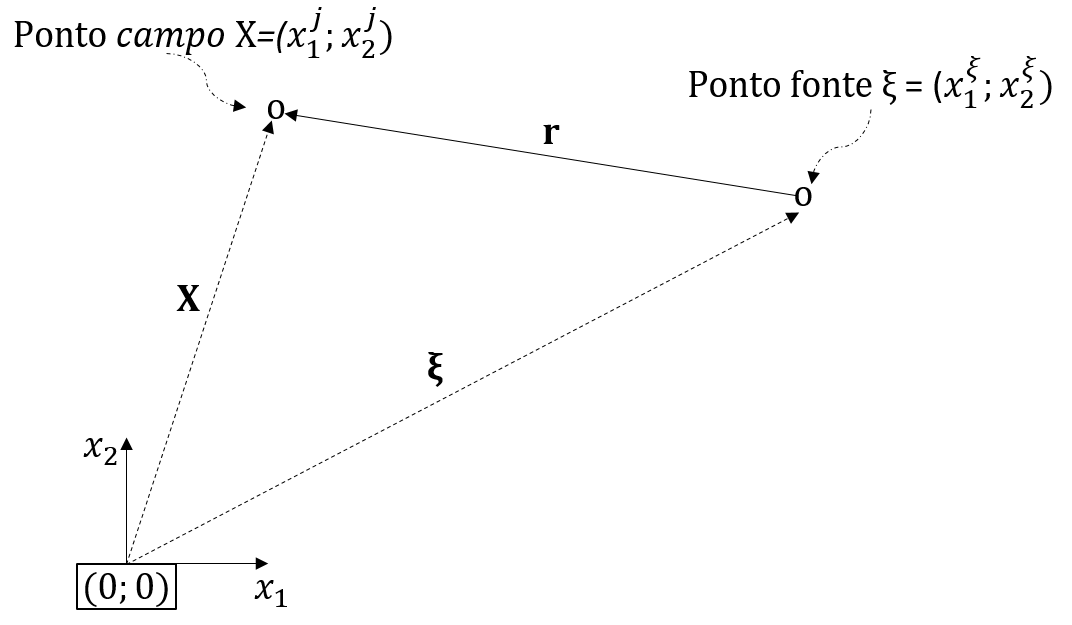 Ponto campo X=(x₁ʲ; x₂ʲ)
Ponto fonte ξ = (x₁^ξ; x₂^ξ)
r
X
ξ
x₂
(0; 0)
x₁